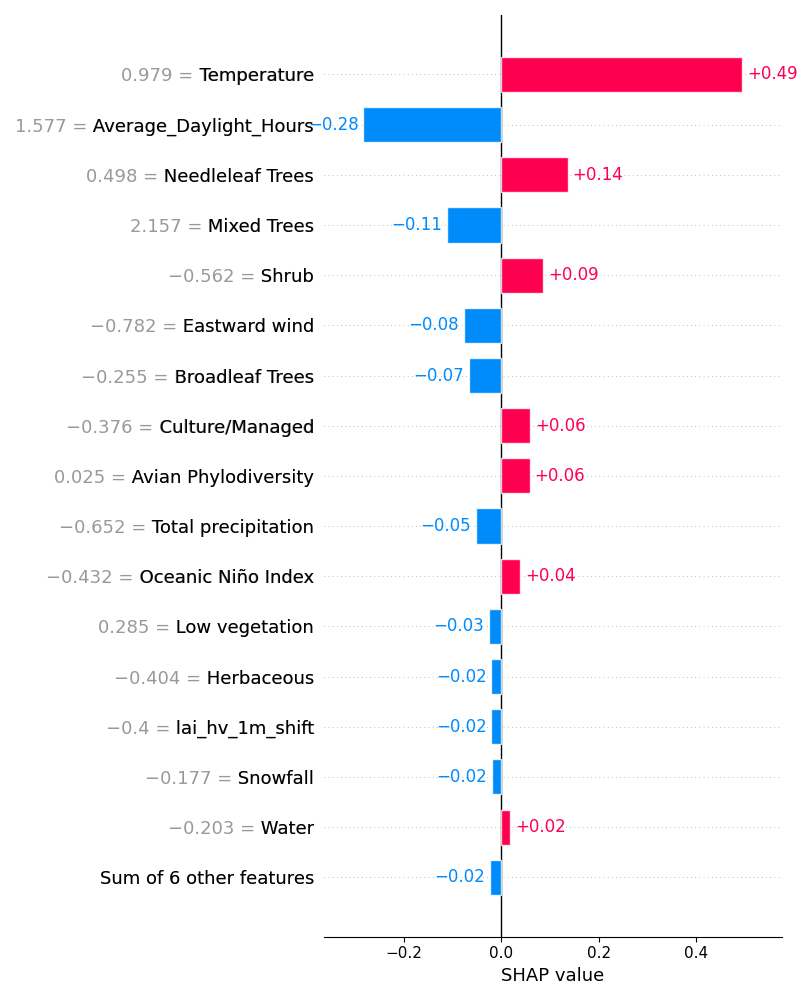 0.979 = Temperature +0.49
1.577 = Average_Daylight_Hours −0.28
0.498 = Needleleaf Trees +0.14
2.157 = Mixed Trees −0.11
−0.562 = Shrub +0.09
−0.782 = Eastward wind −0.08
−0.255 = Broadleaf Trees −0.07
−0.376 = Culture/Managed +0.06
0.025 = Avian Phylodiversity +0.06
−0.652 = Total precipitation −0.05
−0.432 = Oceanic Niño Index +0.04
0.285 = Low vegetation −0.03
−0.404 = Herbaceous −0.02
−0.4 = lai_hv_1m_shift −0.02
−0.177 = Snowfall −0.02
−0.203 = Water +0.02
Sum of 6 other features −0.02
−0.2 0.0 0.2 0.4
SHAP value